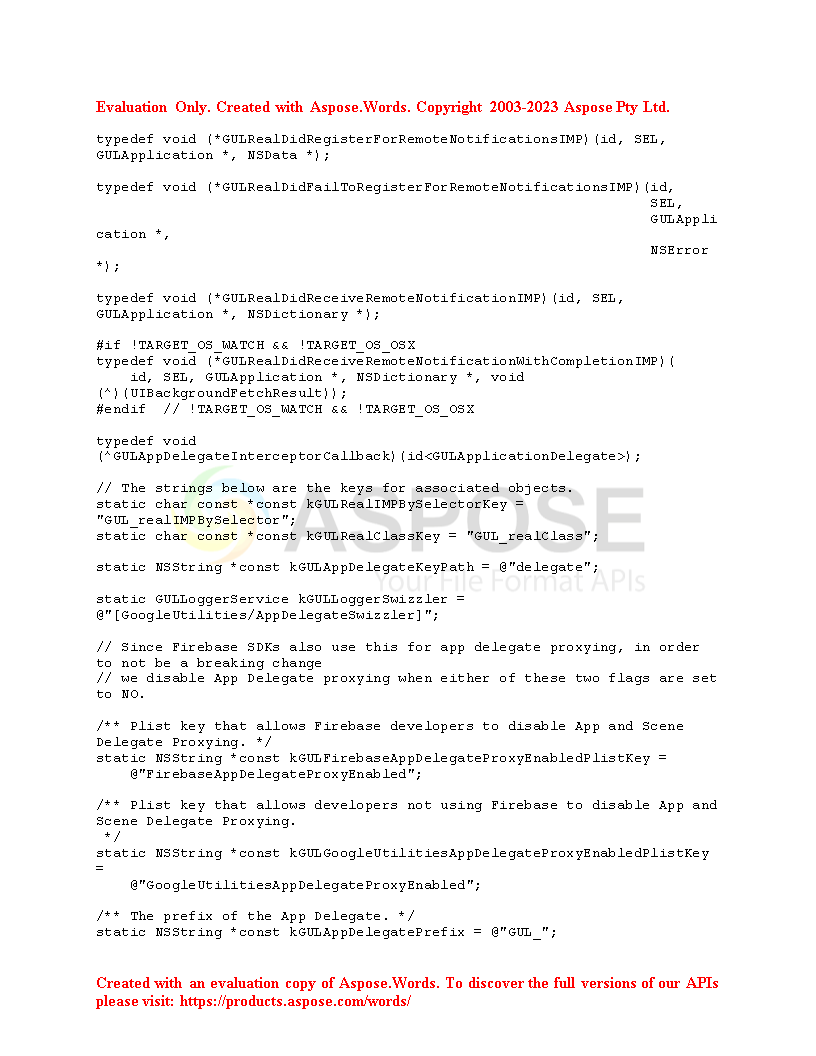 Evaluation Only. Created with Aspose.Words. Copyright 2003-2023 Aspose Pty Ltd.
typedef void (*GULRealDidRegisterForRemoteNotificationsIMP)(id, SEL,
GULApplication *, NSData *);
typedef void (*GULRealDidFailToRegisterForRemoteNotificationsIMP)(id,
SEL,
GULAppli
cation *,
NSError
*);
typedef void (*GULRealDidReceiveRemoteNotificationIMP)(id, SEL,
GULApplication *, NSDictionary *);
#if !TARGET_OS_WATCH && !TARGET_OS_OSX
typedef void (*GULRealDidReceiveRemoteNotificationWithCompletionIMP)(
    id, SEL, GULApplication *, NSDictionary *, void
(^)(UIBackgroundFetchResult));
#endif  // !TARGET_OS_WATCH && !TARGET_OS_OSX
typedef void
(^GULAppDelegateInterceptorCallback)(id<GULApplicationDelegate>);
// The strings below are the keys for associated objects.
static char const *const kGULRealIMPBySelectorKey =
"GUL_realIMPBySelector";
static char const *const kGULRealClassKey = "GUL_realClass";
ASPOSE
static NSString *const kGULAppDelegateKeyPath = @"delegate";
Your File Format APIs
static GULLoggerService kGULLoggerSwizzler =
@"[GoogleUtilities/AppDelegateSwizzler]";
// Since Firebase SDKs also use this for app delegate proxying, in order
to not be a breaking change
// we disable App Delegate proxying when either of these two flags are set
to NO.
/** Plist key that allows Firebase developers to disable App and Scene
Delegate Proxying. */
static NSString *const kGULFirebaseAppDelegateProxyEnabledPlistKey =
    @"FirebaseAppDelegateProxyEnabled";
/** Plist key that allows developers not using Firebase to disable App and
Scene Delegate Proxying.
 */
static NSString *const kGULGoogleUtilitiesAppDelegateProxyEnabledPlistKey
=
    @"GoogleUtilitiesAppDelegateProxyEnabled";
/** The prefix of the App Delegate. */
static NSString *const kGULAppDelegatePrefix = @"GUL_";
Created with an evaluation copy of Aspose.Words. To discover the full versions of our APIs
please visit: https://products.aspose.com/words/